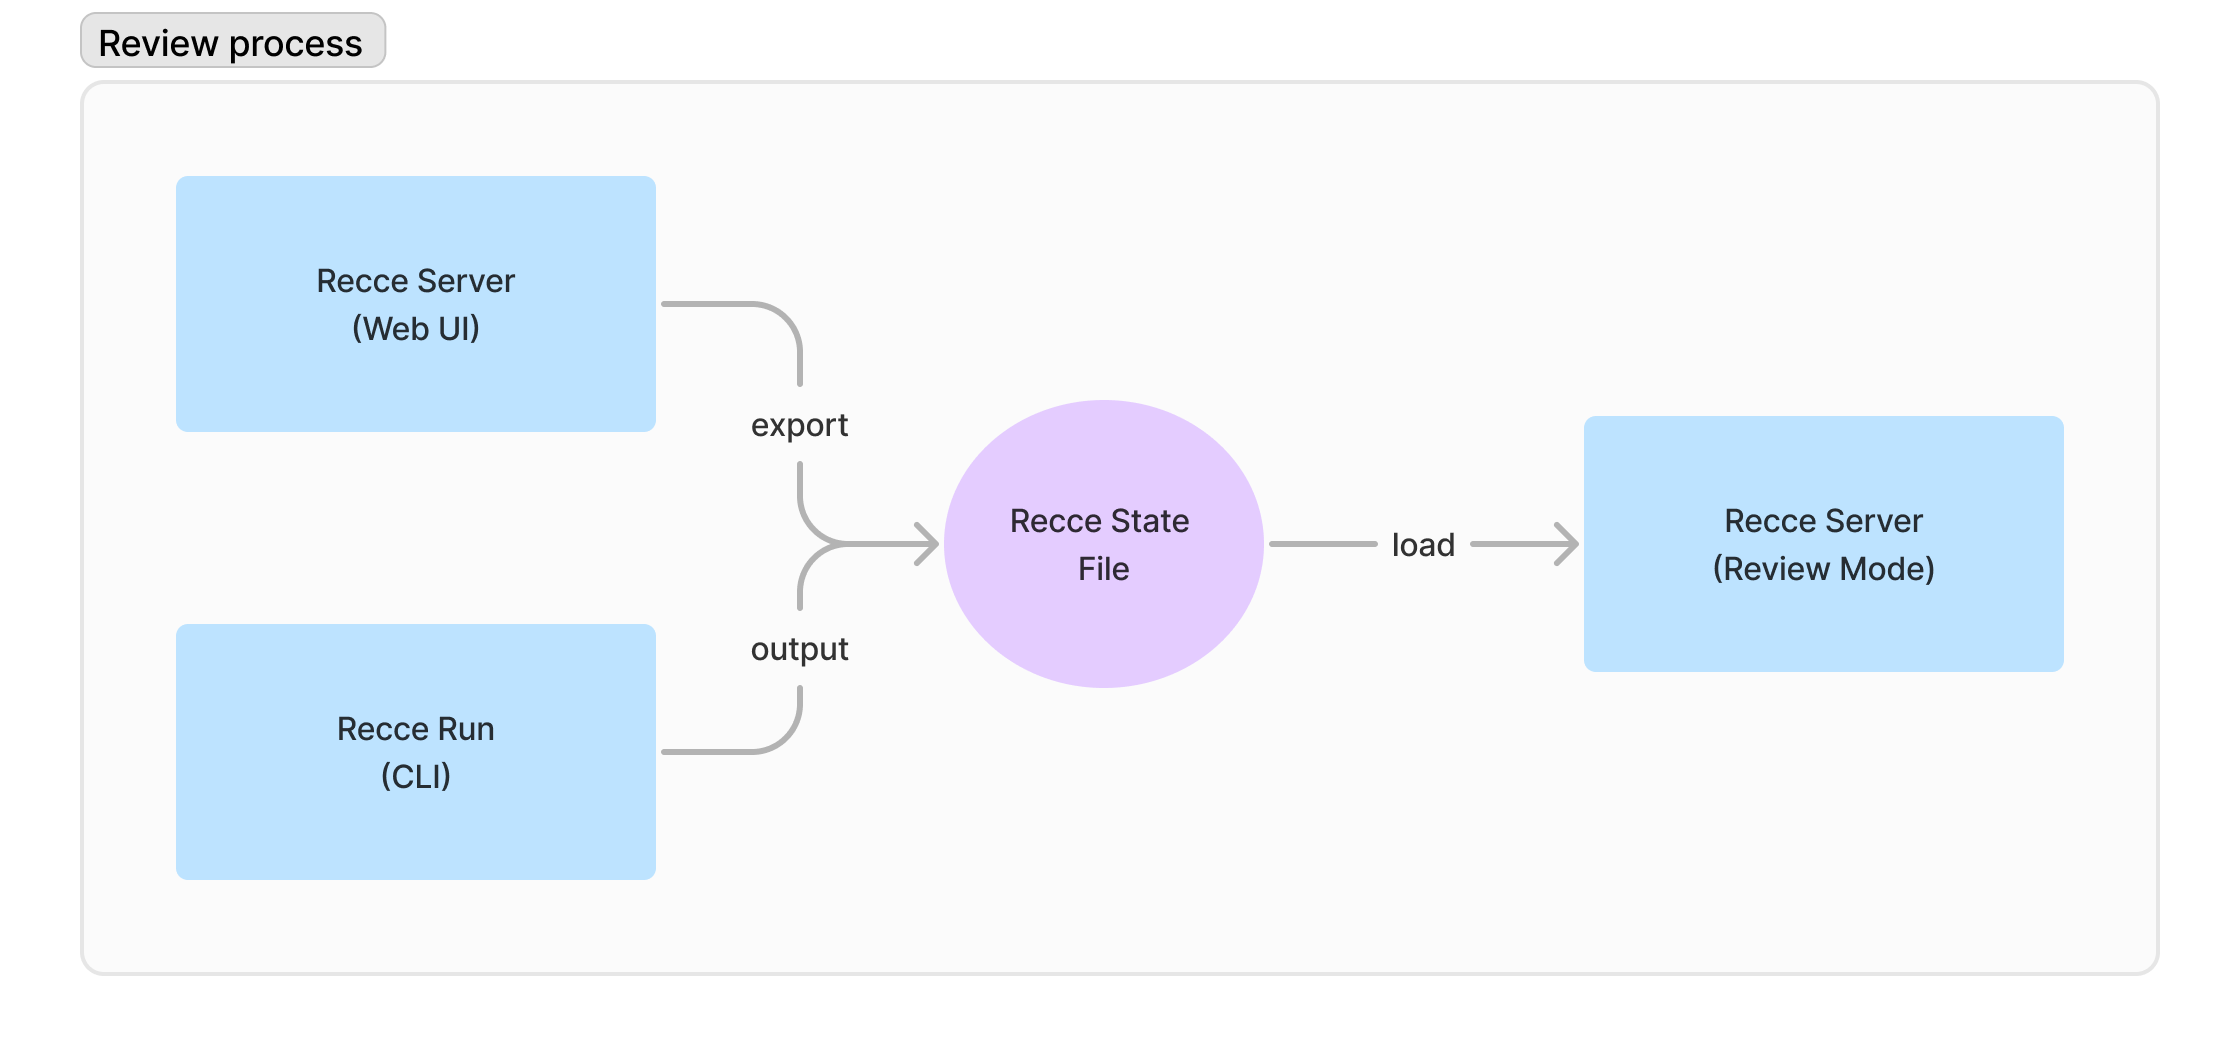 Review process
Recce Server
(Web UI)
export
Recce State
File
load
Recce Server
(Review Mode)
output
Recce Run
(CLI)